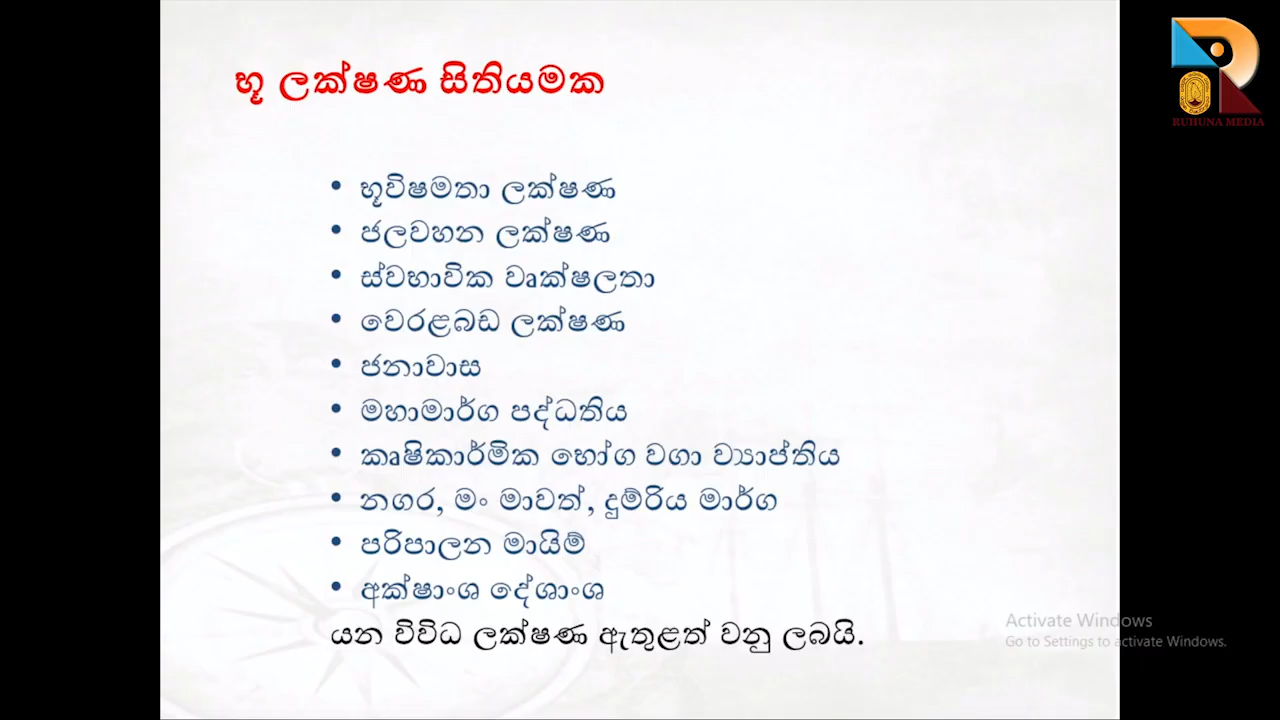 භූ ලක්ෂණ සිතියමක
• භූවිෂමතා ලක්ෂණ
• ජලවහන ලක්ෂණ
• ස්වභාවික වෘක්ෂලතා
• වෙරළබඩ ලක්ෂණ
• ජනාවාස
• මහාමාර්ග පද්ධතිය
• කෘෂිකාර්මික භෝග වගා ව්‍යාප්තිය
• නගර, මං මාවත්, දුම්රිය මාර්ග
• පරිපාලන මායිම්
• අක්ෂාංශ දේශාංශ
යන විවිධ ලක්ෂණ ඇතුළත් වනු ලබයි.
RUHUNA MEDIA
Activate Windows
Go to Settings to activate Windows.